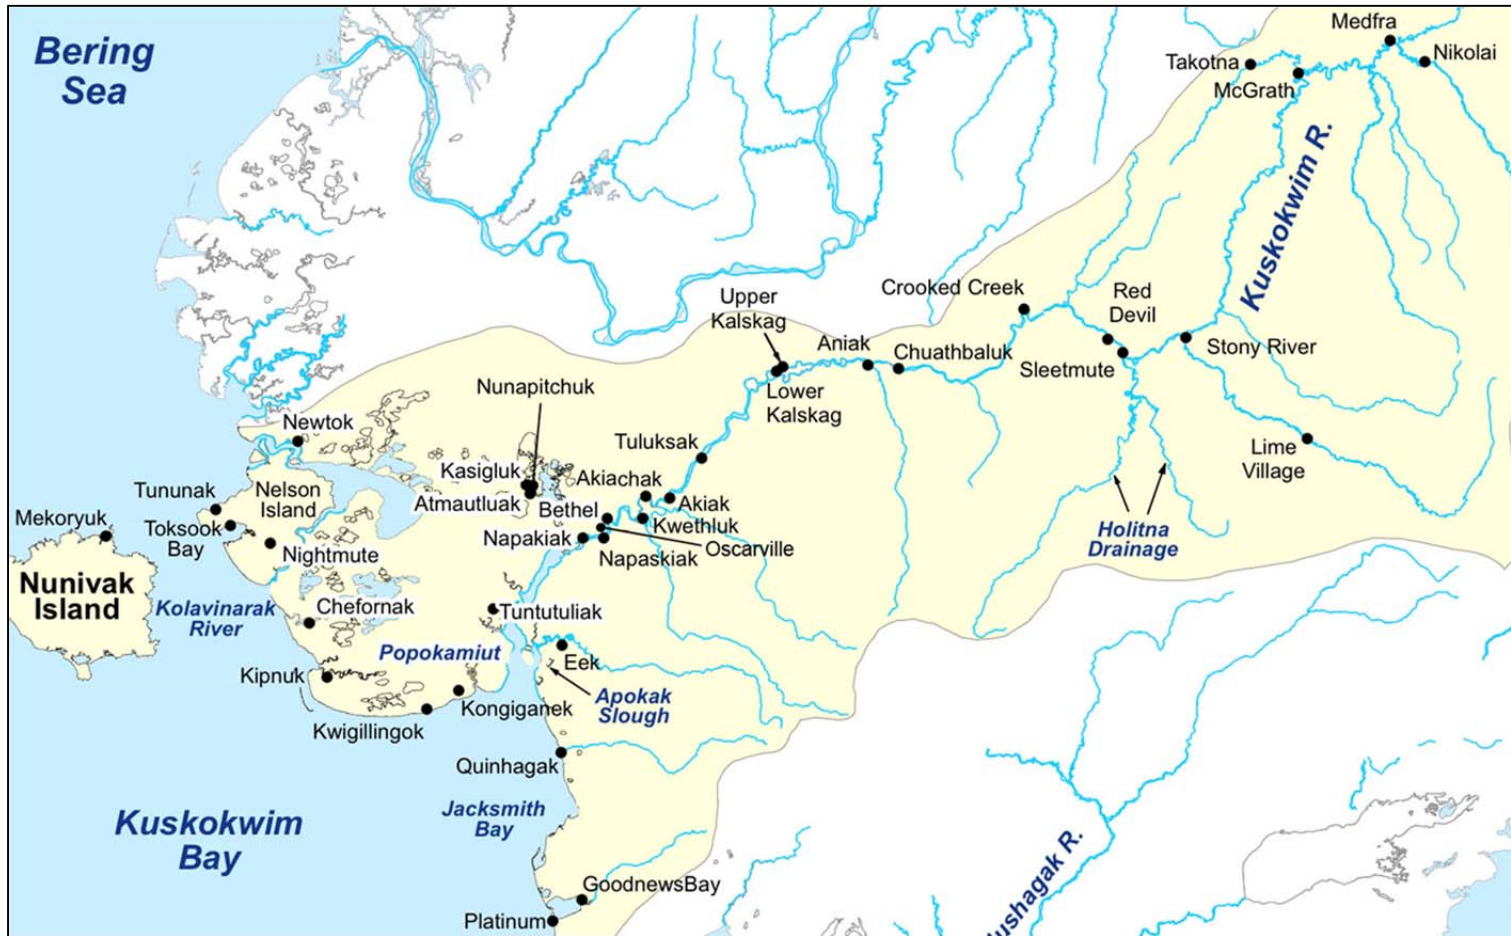 Bering
Sea
Medfra
Takotna
Nikolai
McGrath
Kuskokwim R.
Upper
Kalskag
Crooked Creek
Red
Devil
Aniak
Chuathbaluk
Stony River
Sleetmute
Nunapitchuk
Lower
Kalskag
Newtok
Tuluksak
Lime
Village
Kasigluk
Akiachak
Tununak
Nelson
Island
Atmautluak
Bethel
Akiak
Mekoryuk
Toksook
Bay
Kwethluk
Napakiak
Oscarville
Holitna
Drainage
Nightmute
Napaskiak
Nunivak
Island
Kolavinarak
River
Chefornak
Tuntutuliak
Popokamiut
Eek
Kipnuk
Apokak
Slough
Kongiganek
Kwigillingok
Quinhagak
Jacksmith
Bay
Kuskokwim
Bay
GoodnewsBay
Platinum
ushagak R.